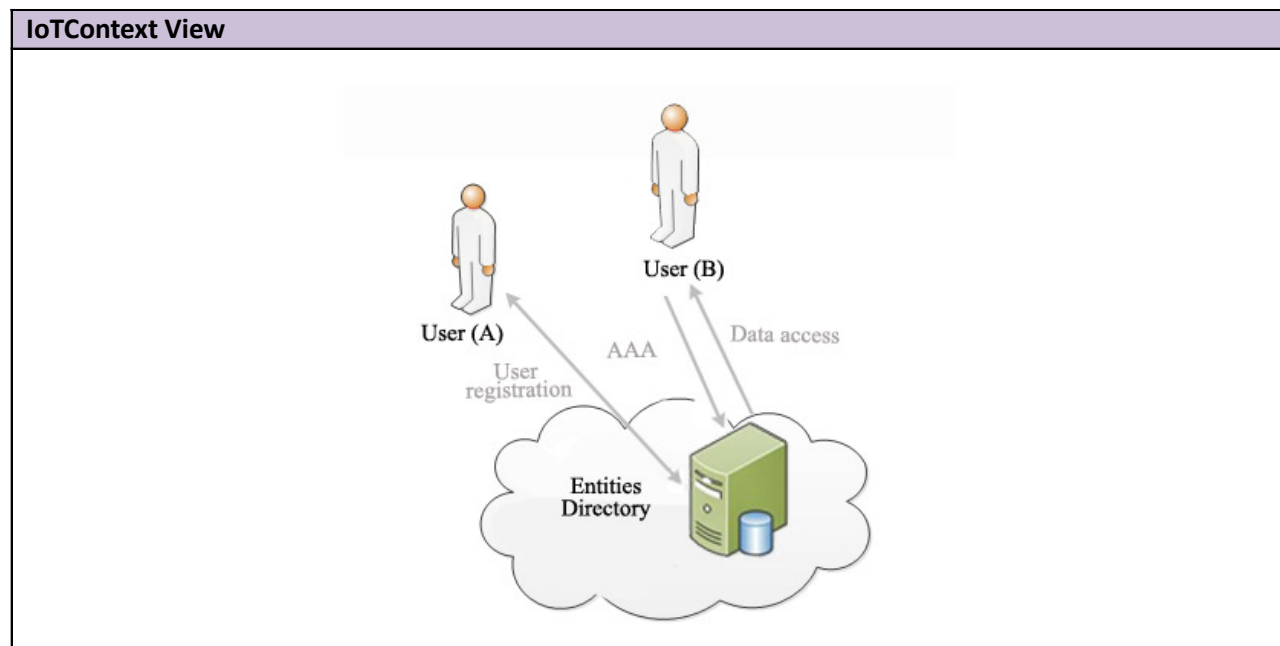 IoTContext View
User (B)
User (A)
AAA
Data access
User
registration
Entities
Directory